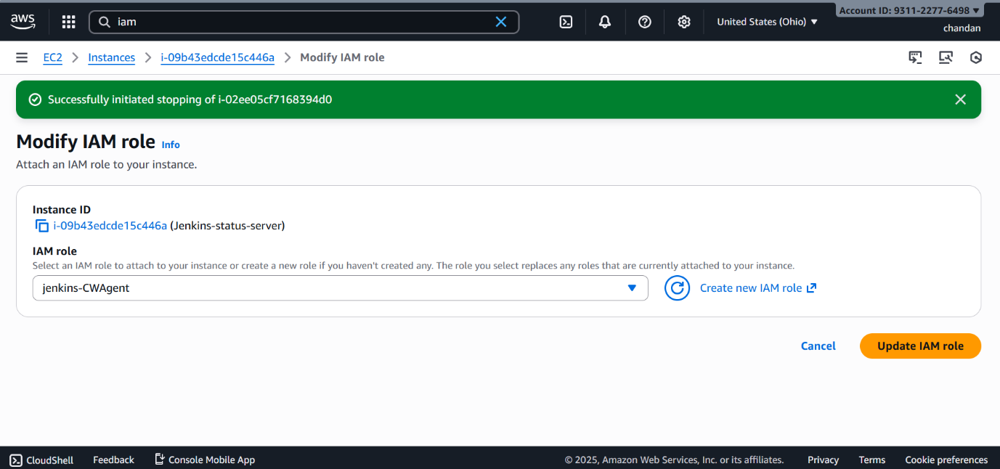 aws
iam
United States (Ohio) ▼
Account ID: 9311-2277-6498 ▼
chandan
EC2 > Instances > i-09b43edcde15c446a > Modify IAM role
Successfully initiated stopping of i-02ee05cf7168394d0
Modify IAM role Info
Attach an IAM role to your instance.
Instance ID
i-09b43edcde15c446a (Jenkins-status-server)
IAM role
Select an IAM role to attach to your instance or create a new role if you haven't created any. The role you select replaces any roles that are currently attached to your instance.
jenkins-CWAgent
Create new IAM role
Cancel
Update IAM role
CloudShell Feedback Console Mobile App © 2025, Amazon Web Services, Inc. or its affiliates. Privacy Terms Cookie preferences